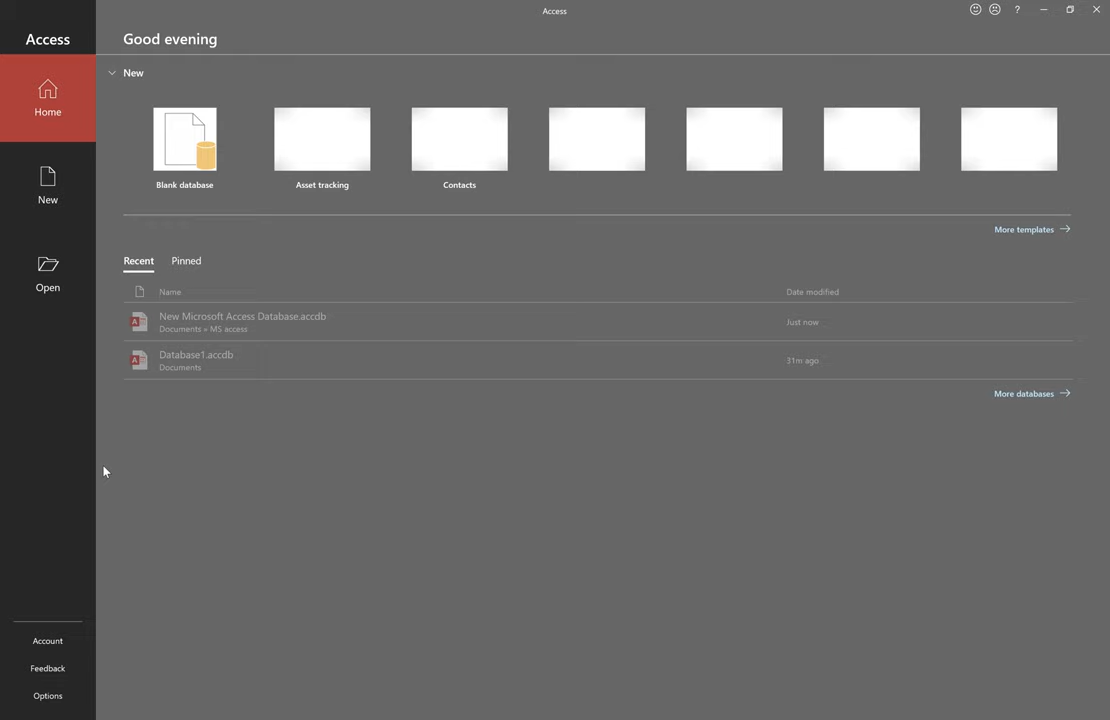 Access
Access
Good evening
?
New
Home
Blank database
Asset tracking
Contacts
New
More templates
Recent
Pinned
Open
Name
Date modified
A
New Microsoft Access Database.accdb
Documents » MS access
Just now
A
Database1.accdb
Documents
31m ago
More databases
Account
Feedback
Options